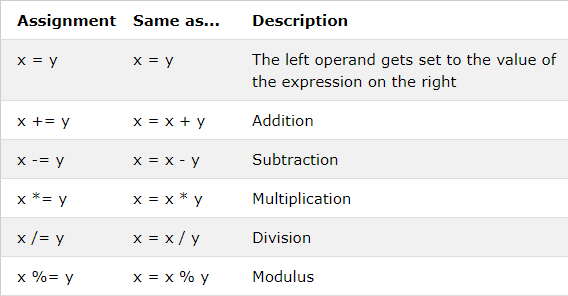 Assignment Same as... Description
x = y x = y The left operand gets set to the value of
the expression on the right
x += y x = x + y Addition
x -= y x = x - y Subtraction
x *= y x = x * y Multiplication
x /= y x = x / y Division
x %= y x = x % y Modulus